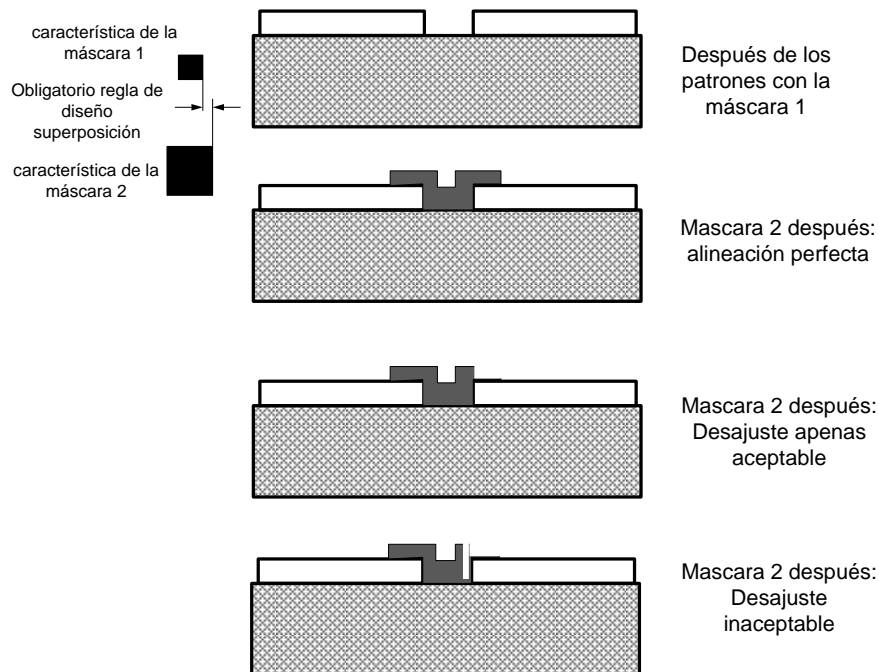 característica de la
máscara 1
Obligatorio regla de
diseño
superposición
característica de la
máscara 2
Después de los
patrones con la
máscara 1
Mascara 2 después:
alineación perfecta
Mascara 2 después:
Desajuste apenas
aceptable
Mascara 2 después:
Desajuste
inaceptable